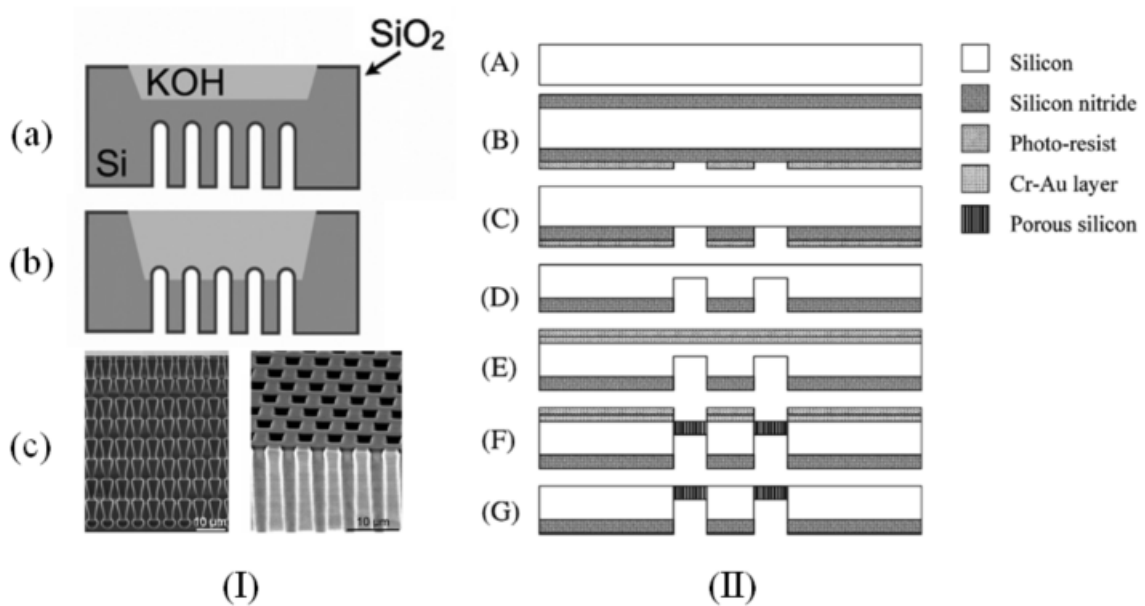 SiO2
KOH
(a)
Si
(b)
(c)
10 μm
10 μm
(I)
(A)
(B)
(C)
(D)
(E)
(F)
(G)
(II)
Silicon
Silicon nitride
Photo-resist
Cr-Au layer
Porous silicon